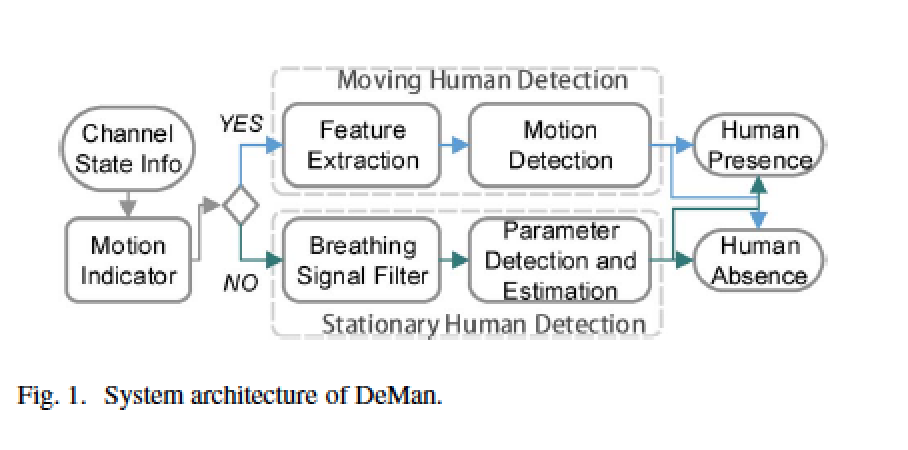 Moving Human Detection
Channel
State Info
YES
Feature
Extraction
Motion
Detection
Human
Presence
Motion
Indicator
NO
Breathing
Signal Filter
Parameter
Detection and
Estimation
Human
Absence
Stationary Human Detection
Fig. 1. System architecture of DeMan.